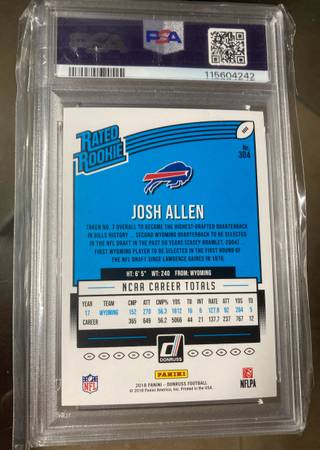 PSA
115604242
RATED
ROOKIE
No.
304
JOSH ALLEN
TAKEN NO. 7 OVERALL TO BECOME THE HIGHEST-DRAFTED QUARTERBACK
IN BILLS HISTORY ... SECOND WYOMING QUARTERBACK TO BE SELECTED
IN THE NFL DRAFT IN THE PAST 50 YEARS (CASEY BRAMLET, 2004) ...
FIRST WYOMING PLAYER TO BE SELECTED IN THE FIRST ROUND OF
THE NFL DRAFT SINCE LAWRENCE GAINES IN 1976.
HT: 6' 5" WT: 240 FROM: WYOMING
NCAA CAREER TOTALS
YEAR TEAM CMP ATT CMP% YDS TD INT RATE ATT YDS TD
17 WYOMING 152 270 56.3 1812 16 6 127.8 92 204 5
CAREER 365 649 56.2 5066 44 21 137.7 237 767 12
DONRUSS
NFL
PANINI
NFLPA
2018 PANINI - DONRUSS FOOTBALL
© 2018 Panini America, Inc. Printed in the USA.